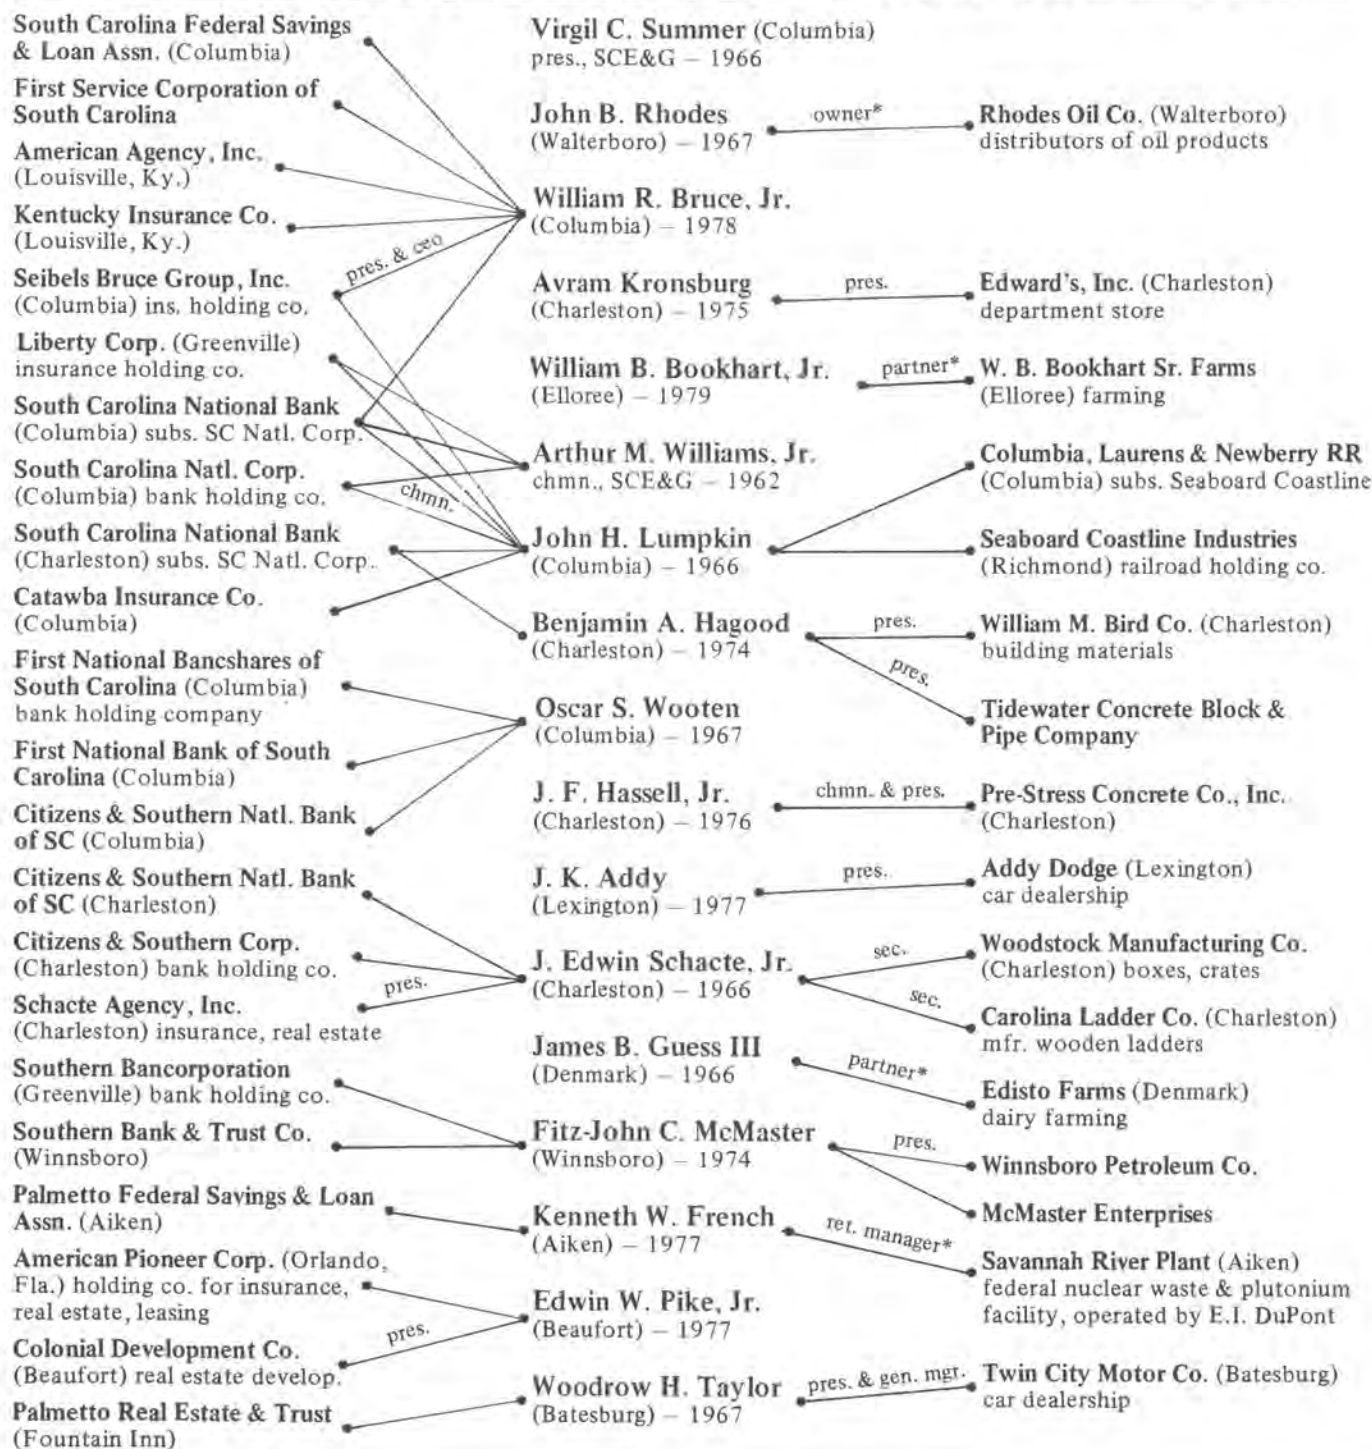 South Carolina Federal Savings
& Loan Assn. (Columbia)
First Service Corporation of
South Carolina
American Agency, Inc.
(Louisville, Ky.)
Kentucky Insurance Co.
(Louisville, Ky.)
Seibels Bruce Group, Inc.
(Columbia) ins. holding co.
Liberty Corp. (Greenville)
insurance holding co.
South Carolina National Bank
(Columbia) subs. SC Natl. Corp.
South Carolina Natl. Corp.
(Columbia) bank holding co.
South Carolina National Bank
(Charleston) subs. SC Natl. Corp.
Catawba Insurance Co.
(Columbia)
First National Bancshares of
South Carolina (Columbia)
bank holding company
First National Bank of South
Carolina (Columbia)
Citizens & Southern Natl. Bank
of SC (Columbia)
Citizens & Southern Natl. Bank
of SC (Charleston)
Citizens & Southern Corp.
(Charleston) bank holding co.
Schacte Agency, Inc.
(Charleston) insurance, real estate
Southern Bancorporation
(Greenville) bank holding co.
Southern Bank & Trust Co.
(Winnsboro)
Palmetto Federal Savings & Loan
Assn. (Aiken)
American Pioneer Corp. (Orlando,
Fla.) holding co. for insurance,
real estate, leasing
Colonial Development Co.
(Beaufort) real estate develop.
Palmetto Real Estate & Trust
(Fountain Inn)
pres. & ceo
chmn.
pres.
pres.
Virgil C. Summer (Columbia)
pres., SCE&G – 1966
John B. Rhodes
(Walterboro) – 1967
William R. Bruce, Jr.
(Columbia) – 1978
Avram Kronsburg
(Charleston) – 1975
William B. Bookhart, Jr.
(Elloree) – 1979
Arthur M. Williams, Jr.
chmn., SCE&G – 1962
John H. Lumpkin
(Columbia) – 1966
Benjamin A. Hagood
(Charleston) – 1974
Oscar S. Wooten
(Columbia) – 1967
J. F. Hassell, Jr.
(Charleston) – 1976
J. K. Addy
(Lexington) – 1977
J. Edwin Schacte, Jr.
(Charleston) – 1966
James B. Guess III
(Denmark) – 1966
Fitz-John C. McMaster
(Winnsboro) – 1974
Kenneth W. French
(Aiken) – 1977
Edwin W. Pike, Jr.
(Beaufort) – 1977
Woodrow H. Taylor
(Batesburg) – 1967
owner*
pres.
partner*
pres.
pres.
chmn. & pres.
pres.
sec.
sec.
partner*
pres.
ret. manager*
pres. & gen. mgr.
Rhodes Oil Co. (Walterboro)
distributors of oil products
Edward's, Inc. (Charleston)
department store
W. B. Bookhart Sr. Farms
(Elloree) farming
Columbia, Laurens & Newberry RR
(Columbia) subs. Seaboard Coastline
Seaboard Coastline Industries
(Richmond) railroad holding co.
William M. Bird Co. (Charleston)
building materials
Tidewater Concrete Block &
Pipe Company
Pre-Stress Concrete Co., Inc.
(Charleston)
Addy Dodge (Lexington)
car dealership
Woodstock Manufacturing Co.
(Charleston) boxes, crates
Carolina Ladder Co. (Charleston)
mfr. wooden ladders
Edisto Farms (Denmark)
dairy farming
Winnsboro Petroleum Co.
McMaster Enterprises
Savannah River Plant (Aiken)
federal nuclear waste & plutonium
facility, operated by E.I. DuPont
Twin City Motor Co. (Batesburg)
car dealership